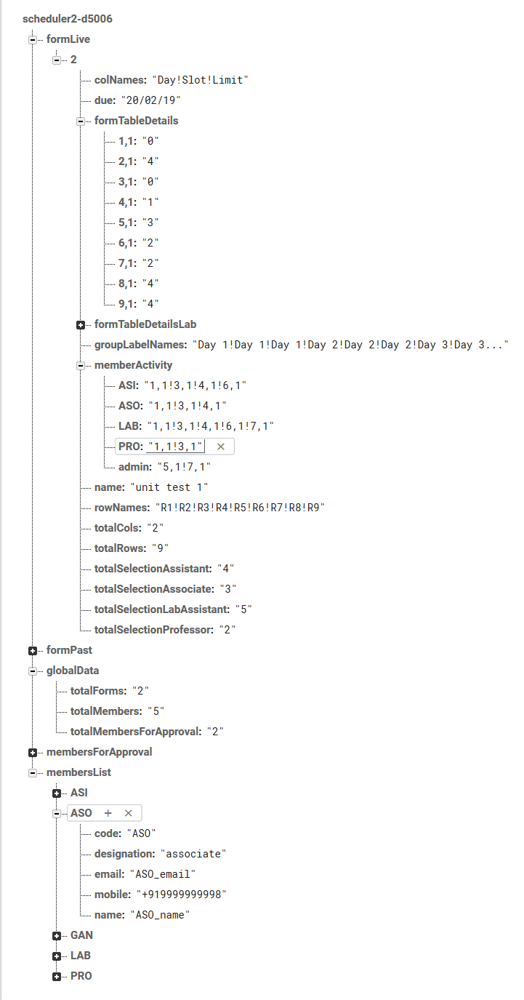 scheduler2-d5006
formLive
2
colNames: "Day!Slot!Limit"
due: "20/02/19"
formTableDetails
1,1: "0"
2,1: "4"
3,1: "0"
4,1: "1"
5,1: "3"
6,1: "2"
7,1: "2"
8,1: "4"
9,1: "4"
formTableDetailsLab
groupLabelNames: "Day 1!Day 1!Day 1!Day 2!Day 2!Day 2!Day 3!Day 3..."
memberActivity
ASI: "1,1!3,1!4,1!6,1"
ASO: "1,1!3,1!4,1"
LAB: "1,1!3,1!4,1!6,1!7,1"
PRO: "1,1!3,1"
admin: "5,1!7,1"
name: "unit test 1"
rowNames: "R1!R2!R3!R4!R5!R6!R7!R8!R9"
totalCols: "2"
totalRows: "9"
totalSelectionAssistant: "4"
totalSelectionAssociate: "3"
totalSelectionLabAssistant: "5"
totalSelectionProfessor: "2"
formPast
globalData
totalForms: "2"
totalMembers: "5"
totalMembersForApproval: "2"
membersForApproval
membersList
ASI
ASO
code: "ASO"
designation: "associate"
email: "ASO_email"
mobile: "+919999999998"
name: "ASO_name"
GAN
LAB
PRO